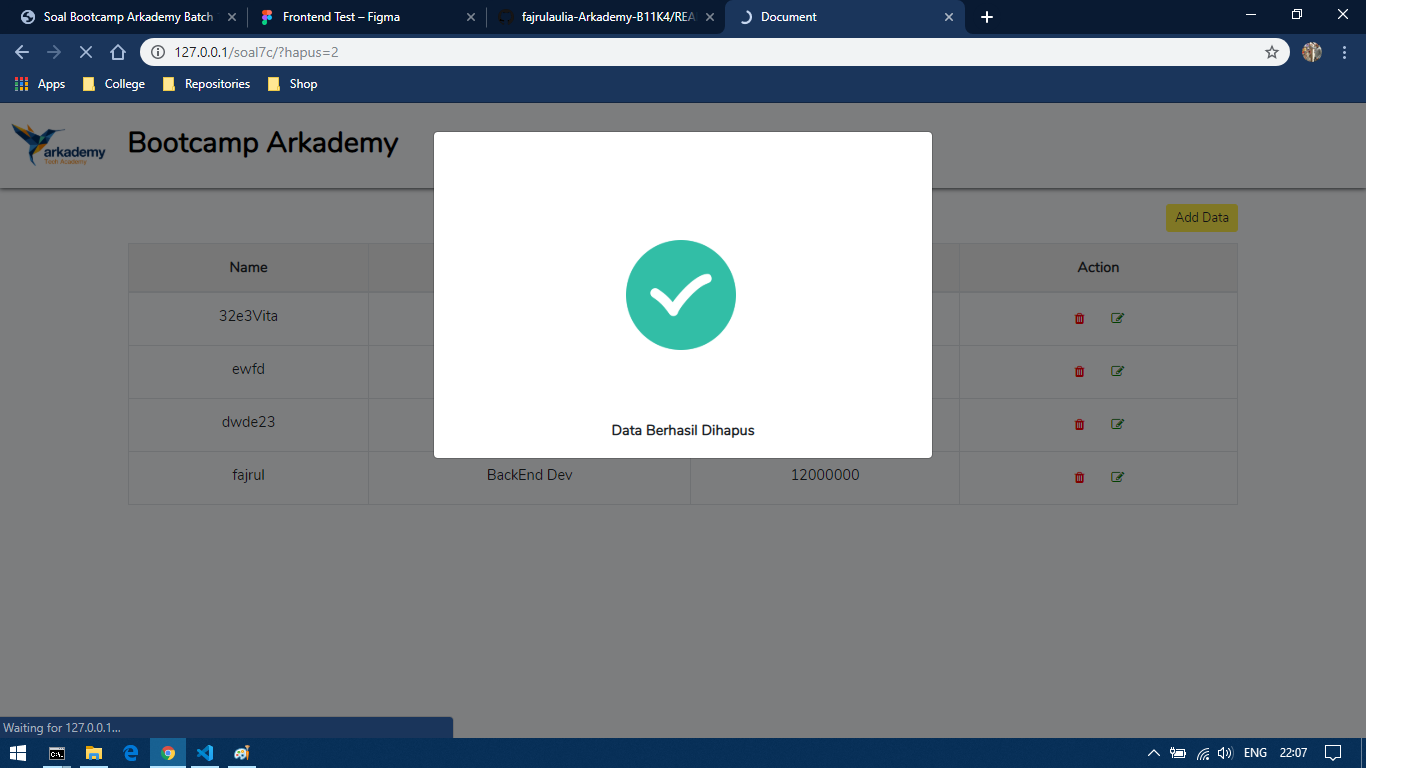 Soal Bootcamp Arkademy Batch
Frontend Test – Figma
fajrulaulia-Arkademy-B11K4/REA
Document
127.0.0.1/soal7c/?hapus=2
Apps
College
Repositories
Shop
arkademy
Tech Academy
Bootcamp Arkademy
Add Data
Name
Action
32e3Vita
ewfd
dwde23
Data Berhasil Dihapus
fajrul
BackEnd Dev
12000000
Waiting for 127.0.0.1...
ENG
22:07